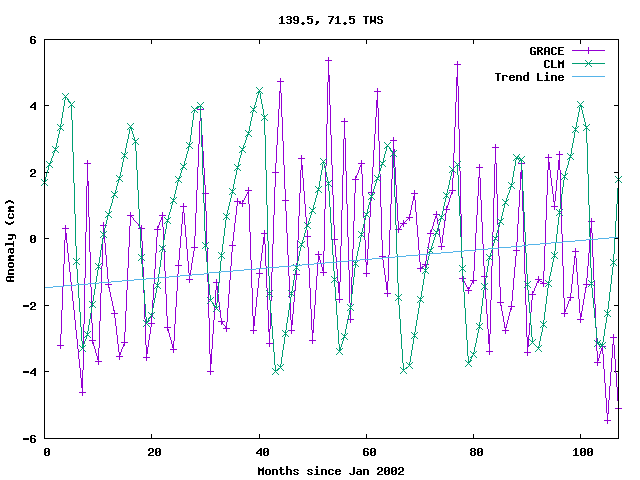 139.5, 71.5 TWS
GRACE
CLM
Trend Line
Anomaly (cm)
6
4
2
0
-2
-4
-6
0 20 40 60 80 100
Months since Jan 2002